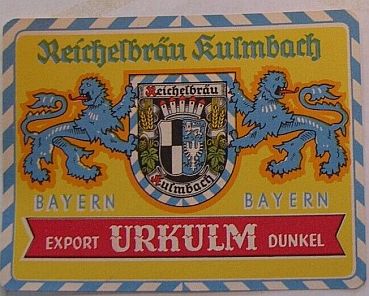 Reichelbräu Kulmbach
Reichelbräu
Kulmbach
BAYERN BAYERN
EXPORT URKULM DUNKEL